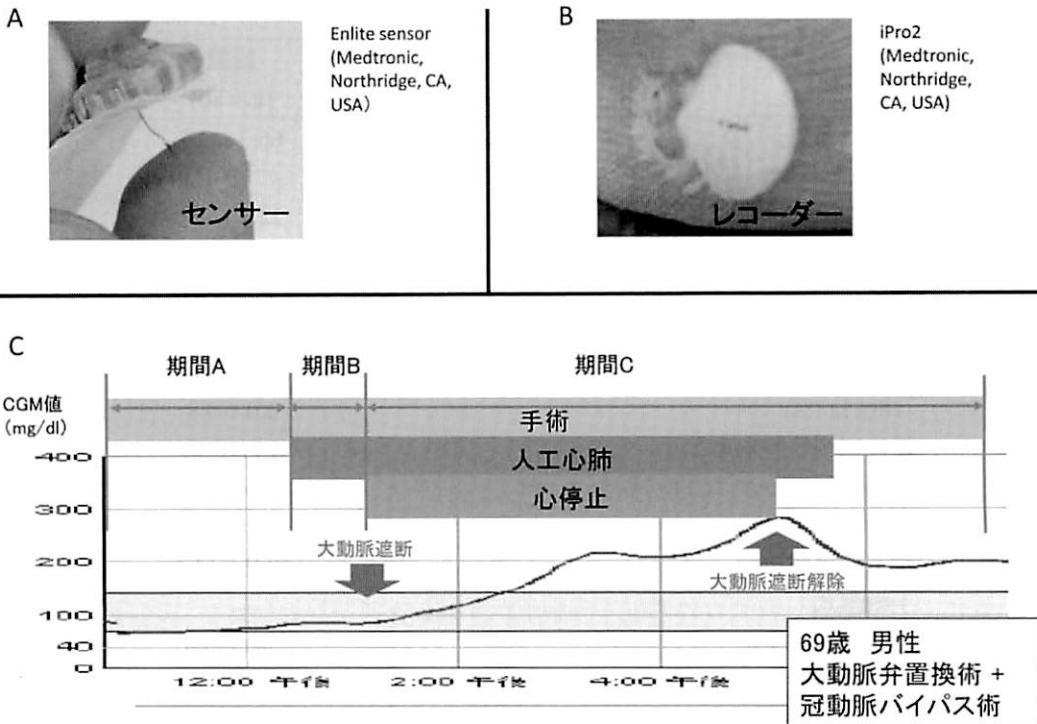 A
Enlite sensor
(Medtronic,
Northridge, CA,
USA)
センサー
B
iPro2
(Medtronic,
Northridge,
CA, USA)
レコーダー
C
期間A
期間B
期間C
CGM値
(mg/dl)
手術
人工心肺
心停止
400
300
200
100
40
0
大動脈遮断
大動脈遮断解除
12:00 午後
2:00 午後
4:00 午後
69歳 男性
大動脈弁置換術 +
冠動脈バイパス術